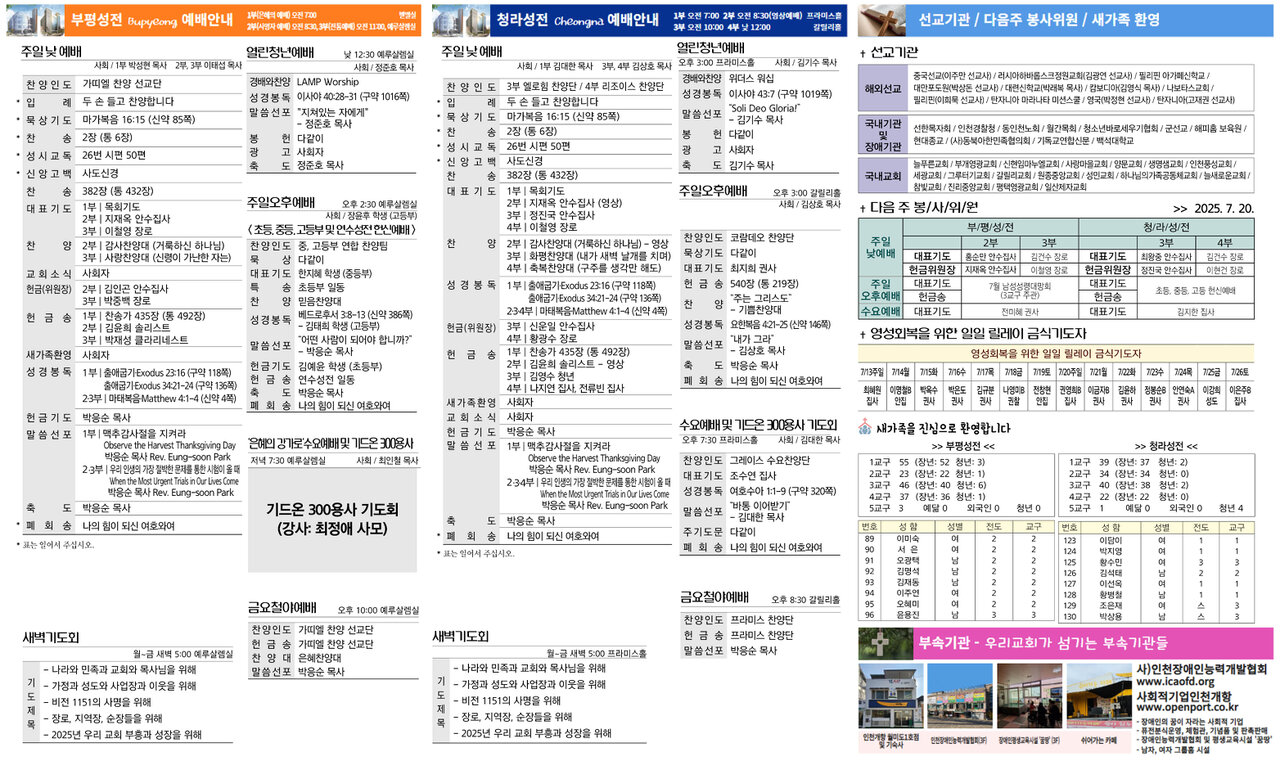 부평성전 Bupyeong 예배안내
1부(은혜의 예배) 오전 7:00 벧엘실
2부(사명자 예배) 오전 8:30, 3부(전통예배) 오전 11:00, 예루살렘실
주일 낮 예배
사회 / 1부 박성현 목사 2부, 3부 이태섭 목사
찬양인도 가띠엘 찬양 선교단
* 입례 두 손 들고 찬양합니다
* 묵상기도 마가복음 16:15 (신약 85쪽)
* 찬송 2장 (통 6장)
* 성시교독 26번 시편 50편
* 신앙고백 사도신경
찬송 382장 (통 432장)
대표기도 1부 | 목회기도
2부 | 지재옥 안수집사
3부 | 이철영 장로
찬양 2부 | 감사찬양대 (거룩하신 하나님)
3부 | 사랑찬양대 (심령이 가난한 자는)
교회소식 사회자
헌금(위원장) 2부 | 김인곤 안수집사
3부 | 박중백 장로
헌금송 1부 | 찬송가 435장 (통 492장)
2부 | 김윤희 솔리스트
3부 | 박재성 클라리네스트
새가족환영 사회자
성경봉독 1부 | 출애굽기·Exodus 23:16 (구약 118쪽)
출애굽기·Exodus 34:21~24 (구약 136쪽)
2·3부 | 마태복음·Matthew 4:1~4 (신약 4쪽)
헌금기도 박응순 목사
말씀선포 1부 | 맥추감사절을 지켜라
Observe the Harvest Thanksgiving Day
박응순 목사 Rev. Eung-soon Park
2·3부 | 우리 인생의 가장 절박한 문제를 통한 시험이 올 때
When the Most Urgent Trials in Our Lives Come
박응순 목사 Rev. Eung-soon Park
축도 박응순 목사
* 폐회송 나의 힘이 되신 여호와여
* 표는 일어서 주십시오.
새벽기도회
월~금 새벽 5:00 예루살렘실
기도제목
- 나라와 민족과 교회와 목사님을 위해
- 가정과 성도와 사업장과 이웃을 위해
- 비전 1151의 사명을 위해
- 장로, 지역장, 순장들을 위해
- 2025년 우리 교회 부흥과 성장을 위해
열린청년예배
낮 12:30 예루살렘실
사회 / 정준호 목사
경배와찬양 LAMP Worship
성경봉독 이사야 40:28~31 (구약 1016쪽)
말씀선포 "지쳐있는 자에게"
- 정준호 목사
봉헌 다같이
광고 사회자
축도 정준호 목사
주일오후예배 오후 2:30 예루살렘실
사회 / 장윤후 학생 (고등부)
< 초등, 중등, 고등부 및 연수성전 헌신예배 >
찬양인도 중, 고등부 연합 찬양팀
묵상 다같이
대표기도 한지혜 학생 (중등부)
특송 초등부 일동
찬양 믿음찬양대
성경봉독 베드로후서 3:8~13 (신약 386쪽)
- 김태희 학생 (고등부)
말씀선포 "어떤 사람이 되어야 합니까?"
- 박응순 목사
헌금기도 김예윤 학생 (초등부)
헌금송 연수성전 일동
축도 박응순 목사
폐회송 나의 힘이 되신 여호와여
은혜의 강가로수요예배 및 기드온 300용사
저녁 7:30 예루살렘실 사회 / 최인철 목사
기드온 300용사 기도회
(강사: 최정애 사모)
금요철야예배 오후 10:00 예루살렘실
찬양인도 가띠엘 찬양 선교단
헌금송 가띠엘 찬양 선교단
찬양대 은혜찬양대
말씀선포 박응순 목사
청라성전 Cheongna 예배안내
1부 오전 7:00 2부 오전 8:30(영상예배) 프라미스홀
3부 오전 10:00 4부 낮 12:00 갈릴리홀
주일 낮 예배
사회 / 1부 김대한 목사 3부, 4부 김상호 목사
찬양인도 3부 엘로힘 찬양단 / 4부 리조이스 찬양단
* 입례 두 손 들고 찬양합니다
* 묵상기도 마가복음 16:15 (신약 85쪽)
* 찬송 2장 (통 6장)
* 성시교독 26번 시편 50편
* 신앙고백 사도신경
찬송 382장 (통 432장)
대표기도 1부 | 목회기도
2부 | 지재옥 안수집사 (영상)
3부 | 정진국 안수집사
4부 | 이철영 장로
찬양 2부 | 감사찬양대 (거룩하신 하나님) - 영상
3부 | 화평찬양대 (내가 새벽 날개를 치며)
4부 | 축복찬양대 (구주를 생각만 해도)
성경봉독 1부 | 출애굽기·Exodus 23:16 (구약 118쪽)
출애굽기·Exodus 34:21~24 (구약 136쪽)
2·3·4부 | 마태복음·Matthew 4:1~4 (신약 4쪽)
헌금(위원장) 3부 | 신운일 안수집사
4부 | 황광수 장로
헌금송 1부 | 찬송가 435장 (통 492장)
2부 | 김윤희 솔리스트 - 영상
3부 | 김영수 청년
4부 | 나지연 집사, 전류빈 집사
새가족환영 사회자
교회소식 사회자
헌금기도 박응순 목사
말씀선포 1부 | 맥추감사절을 지켜라
Observe the Harvest Thanksgiving Day
박응순 목사 Rev. Eung-soon Park
2·3·4부 | 우리 인생의 가장 절박한 문제를 통한 시험이 올 때
When the Most Urgent Trials in Our Lives Come
박응순 목사 Rev. Eung-soon Park
축도 박응순 목사
* 폐회송 나의 힘이 되신 여호와여
* 표는 일어서 주십시오.
새벽기도회
월~금 새벽 5:00 프라미스홀
기도제목
- 나라와 민족과 교회와 목사님을 위해
- 가정과 성도와 사업장과 이웃을 위해
- 비전 1151의 사명을 위해
- 장로, 지역장, 순장들을 위해
- 2025년 우리 교회 부흥과 성장을 위해
열린청년예배
오후 3:00 프라미스홀 사회 / 김기수 목사
경배와찬양 위더스 워십
성경봉독 이사야 43:7 (구약 1019쪽)
말씀선포 "Soli Deo Gloria!"
- 김기수 목사
봉헌 다같이
광고 사회자
축도 김기수 목사
주일오후예배 오후 3:00 갈릴리홀
사회 / 김상호 목사
찬양인도 코람데오 찬양단
묵상기도 다같이
대표기도 최지희 권사
헌금송 540장 (통 219장)
찬양 "주는 그리스도"
- 기쁨찬양대
성경봉독 요한복음 4:21~25 (신약 146쪽)
말씀선포 "내가 그라"
- 김상호 목사
축도 박응순 목사
폐회송 나의 힘이 되신 여호와여
수요예배 및 기드온 300용사 기도회
오후 7:30 프라미스홀 사회 / 김대한 목사
찬양인도 그레이스 수요찬양단
대표기도 조수연 집사
성경봉독 여호수아 1:1~9 (구약 320쪽)
말씀선포 "바통 이어받기"
- 김대한 목사
주기도문 다같이
폐회송 나의 힘이 되신 여호와여
금요철야예배
오후 8:30 갈릴리홀
찬양인도 프라미스 찬양단
헌금송 프라미스 찬양단
말씀선포 박응순 목사
선교기관 / 다음주 봉사위원 / 새가족 환영
선교기관
해외선교 중국선교(이주만 선교사) / 러시아하바롭스크정원교회(김광연 선교사) / 필리핀 아가페신학교 /
대만포도원(박상돈 선교사) / 대련신학교(박래복 목사) / 캄보디아(김영식 목사) / 나보타스교회 /
필리핀(이희묵 선교사) / 탄자니아 마라나타 미션스쿨 / 영국(박정현 선교사) / 탄자니아(고재권 선교사)
국내기관 및 장애기관 선한목자회 / 인천경찰청 / 동인천노회 / 월간목회 / 청소년바로세우기협회 / 군선교 / 해피홈 보육원 /
현대종교 / (사)동북아한민족협의회 / 기독교연합신문 / 백석대학교
국내교회 늘푸른교회 / 부개영광교회 / 신현임마누엘교회 / 사랑마을교회 / 양문교회 / 생명샘교회 / 인천풍성교회 /
세광교회 / 그루터기교회 / 갈릴리교회 / 원종중앙교회 / 성민교회 / 하나님의가족공동체교회 / 늘새로운교회 /
참빛교회 / 진리중앙교회 / 평택영광교회 / 일산제자교회
다음 주 봉/사/위/원 >> 2025. 7. 20.
부/평/성/전 청/라/성/전
2부 3부 3부 4부
주일 낮예배 대표기도 홍순만 안수집사 김건수 장로 대표기도 최왕중 안수집사 김건수 장로
헌금위원장 지재옥 안수집사 이철영 장로 헌금위원장 정진국 안수집사 이현건 장로
주일 오후예배 대표기도 7월 남성성령대망회 대표기도 초등, 중등, 고등 헌신예배
헌금송 (3교구 주관) 헌금송
수요예배 대표기도 전미혜 권사 대표기도 김지한 집사
영성회복을 위한 일일 릴레이 금식기도자
영성회복을 위한 일일 릴레이 금식기도자
7/13주일 7/14월 7/15화 7/16수 7/17목 7/18금 7/19토 7/20주일 7/21월 7/22화 7/23수 7/24목 7/25금 7/26토
최혜원 이명철B 박옥수 박은도 김규분 나영미B 전창현 권영희B 이금자B 김윤하 정봉순B 안연숙A 이강희 이은주B
집사 안집 권사 권사 권사 권찰 안집 집사 권사 집사 권사 권사 성도 집사
새가족을 진심으로 환영합니다
>> 부평성전 <<
1교구 55 (장년: 52 청년: 3)
2교구 23 (장년: 22 청년: 1)
3교구 46 (장년: 40 청년: 6)
4교구 37 (장년: 36 청년: 1)
5교구 3 예닮 0 외국인 0 청년 0
번호 성함 성별 전도 교구
89 이미숙 여 2 2
90 서은 여 2 2
91 오광택 남 2 2
92 김명석 남 2 2
93 김재동 남 2 2
94 이주연 여 2 2
95 오혜미 여 2 2
96 윤용진 남 3 3
>> 청라성전 <<
1교구 39 (장년: 37 청년: 2)
2교구 34 (장년: 34 청년: 0)
3교구 40 (장년: 38 청년: 2)
4교구 22 (장년: 22 청년: 0)
5교구 1 예닮 0 외국인 0 청년 4
번호 성함 성별 전도 교구
123 이담미 여 1 1
124 박지영 여 1 1
125 황수민 여 3 3
126 김석태 남 2 2
127 이선옥 여 1 1
128 황병철 남 1 1
129 조은재 여 스 3
130 박상용 남 스 3
부속기관 - 우리교회가 섬기는 부속기관들
인천개항 월미도1호점 및 기숙사
인천장애인능력개발협회(3F)
장애인평생교육시설 '꿈땅' (3F)
쉬어가는 카페
사)인천장애인능력개발협회
www.icaofd.org
사회적기업인천개항
www.openport.co.kr
- 장애인의 꿈이 자라는 사회적 기업
- 퓨전분식운영, 체험관, 기념품 및 판촉판매
- 장애인능력개발협회 및 평생교육시설 '꿈땅'
- 남자, 여자 그룹홈 시설